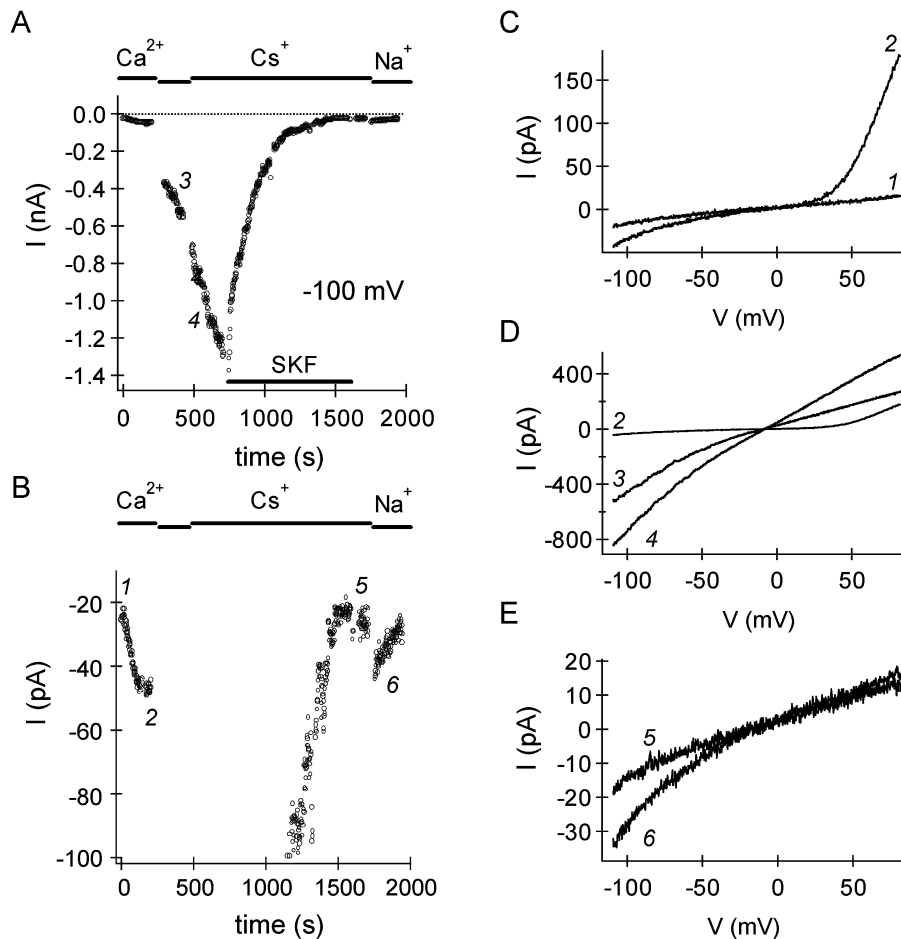 A
Ca2+ Cs+ Na+
0.0
-0.2
-0.4
-0.6
-0.8
-1.0
-1.2
-1.4
I (nA)
3
4
-100 mV
SKF
0 500 1000 1500 2000
time (s)
B
Ca2+ Cs+ Na+
-20
-40
-60
-80
-100
I (pA)
1
2
5
6
0 500 1000 1500 2000
time (s)
C
150
100
50
0
I (pA)
2
1
-100 -50 0 50
V (mV)
D
400
0
-400
-800
I (pA)
2
3
4
-100 -50 0 50
V (mV)
E
20
10
0
-10
-20
-30
I (pA)
5
6
-100 -50 0 50
V (mV)